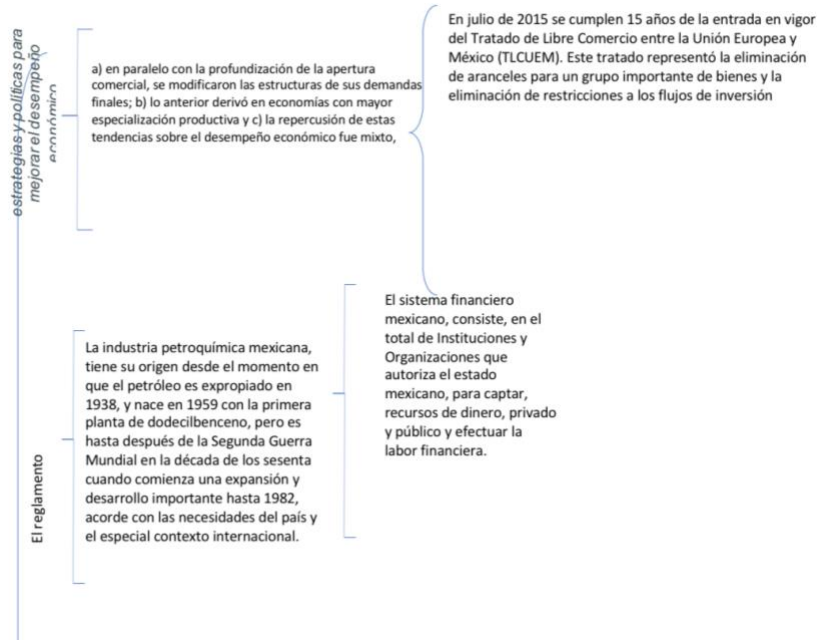 estrategias y políticas para
mejorar el desempeño
económico
a) en paralelo con la profundización de la apertura
comercial, se modificaron las estructuras de sus demandas
finales; b) lo anterior derivó en economías con mayor
especialización productiva y c) la repercusión de estas
tendencias sobre el desempeño económico fue mixto,
En julio de 2015 se cumplen 15 años de la entrada en vigor
del Tratado de Libre Comercio entre la Unión Europea y
México (TLCUEM). Este tratado representó la eliminación
de aranceles para un grupo importante de bienes y la
eliminación de restricciones a los flujos de inversión
El reglamento
La industria petroquímica mexicana,
tiene su origen desde el momento en
que el petróleo es expropiado en
1938, y nace en 1959 con la primera
planta de dodecilbenceno, pero es
hasta después de la Segunda Guerra
Mundial en la década de los sesenta
cuando comienza una expansión y
desarrollo importante hasta 1982,
acorde con las necesidades del país y
el especial contexto internacional.
El sistema financiero
mexicano, consiste, en el
total de Instituciones y
Organizaciones que
autoriza el estado
mexicano, para captar,
recursos de dinero, privado
y público y efectuar la
labor financiera.